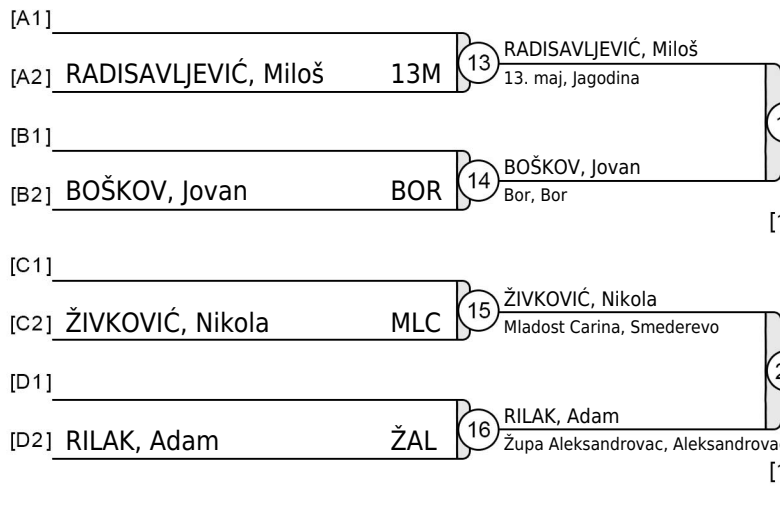 [A1]
[A2] RADISAVLJEVIĆ, Miloš 13M
13
RADISAVLJEVIĆ, Miloš
13. maj, Jagodina
[B1]
[B2] BOŠKOV, Jovan BOR
14
BOŠKOV, Jovan
Bor, Bor
[C1]
[C2] ŽIVKOVIĆ, Nikola MLC
15
ŽIVKOVIĆ, Nikola
Mladost Carina, Smederevo
[D1]
[D2] RILAK, Adam ŽAL
16
RILAK, Adam
Župa Aleksandrovac,